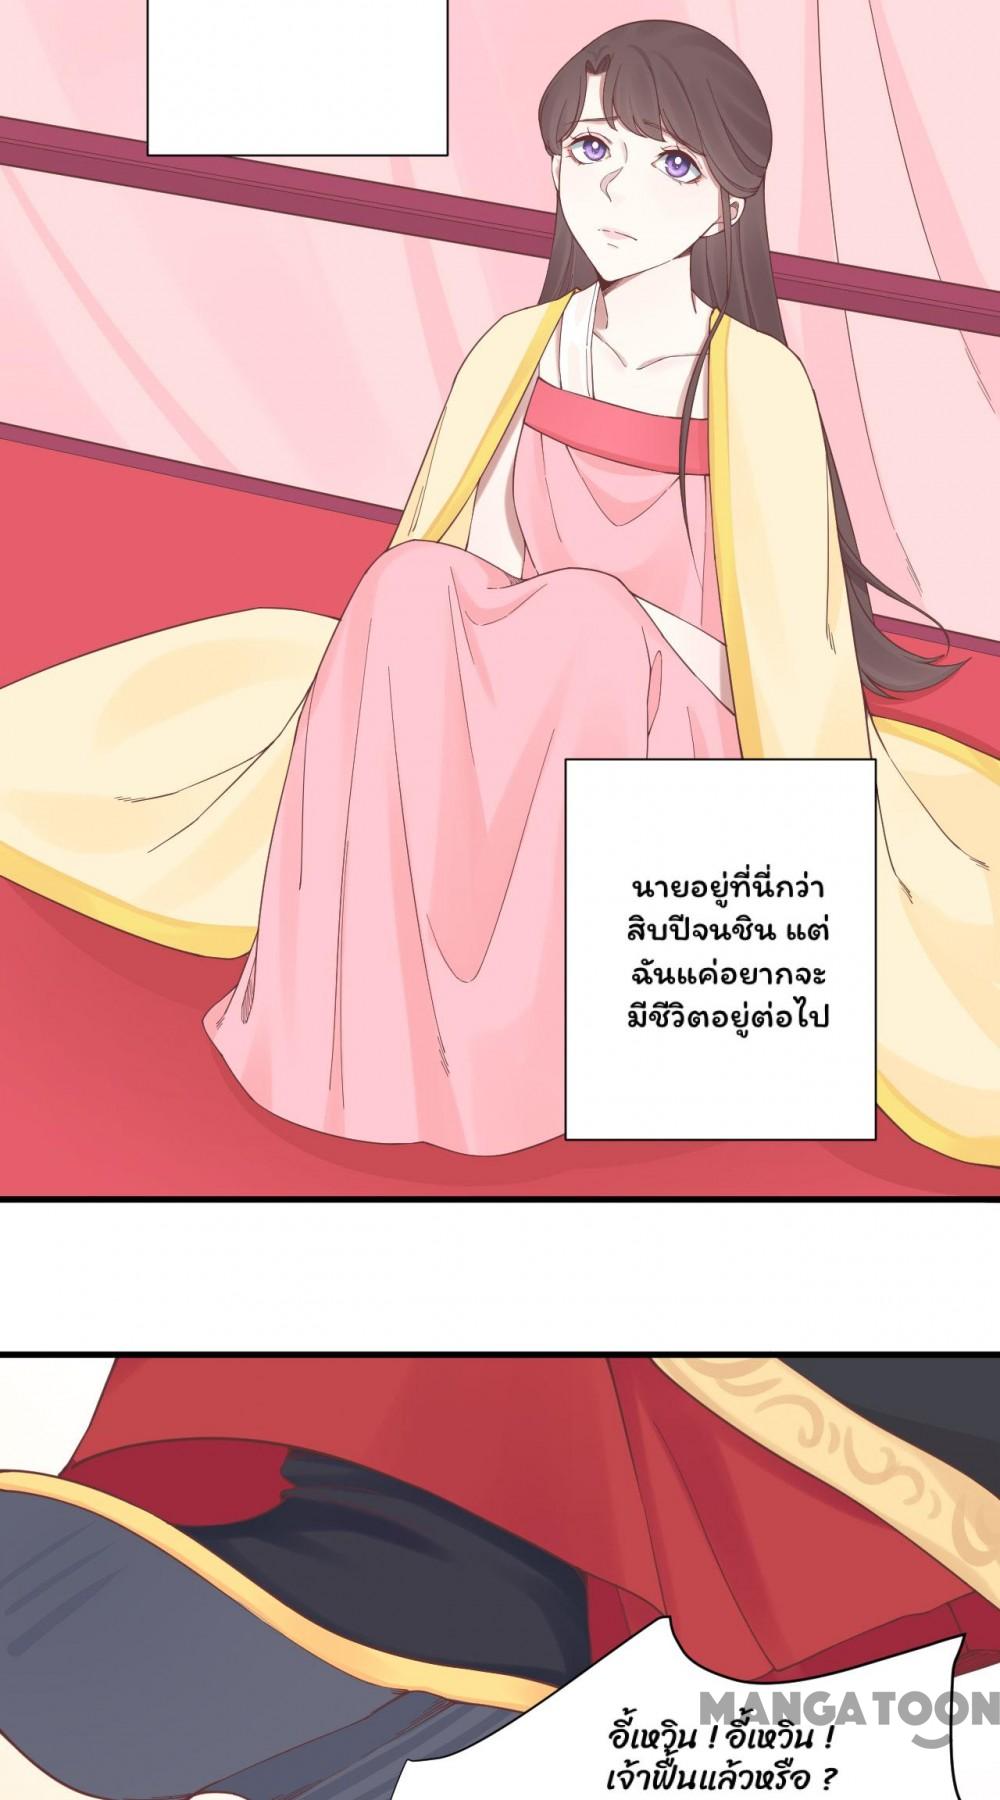 นายอยู่ที่นี่กว่า
สิบปีจนชิน แต่
ฉันแค่อยากจะ
มีชีวิตอยู่ต่อไป
MANGATOON
อี้เหวิน ! อี้เหวิน !
เจ้าฟื้นแล้วหรือ ?